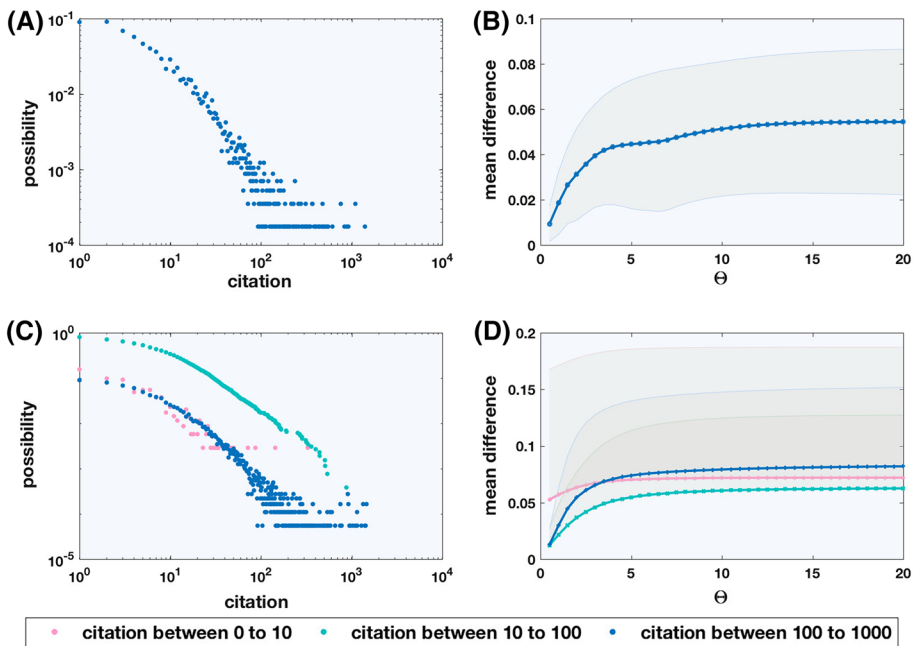 (A)
10^-1
10^-2
10^-3
10^-4
possibility
10^0 10^1 10^2 10^3 10^4
citation
(B)
0.1
0.08
0.06
0.04
0.02
0
mean difference
0 5 10 15 20
Θ
(C)
10^0
10^-5
possibility
10^0 10^1 10^2 10^3 10^4
citation
(D)
0.2
0.15
0.1
0.05
0
mean difference
0 5 10 15 20
Θ
citation between 0 to 10 citation between 10 to 100 citation between 100 to 1000